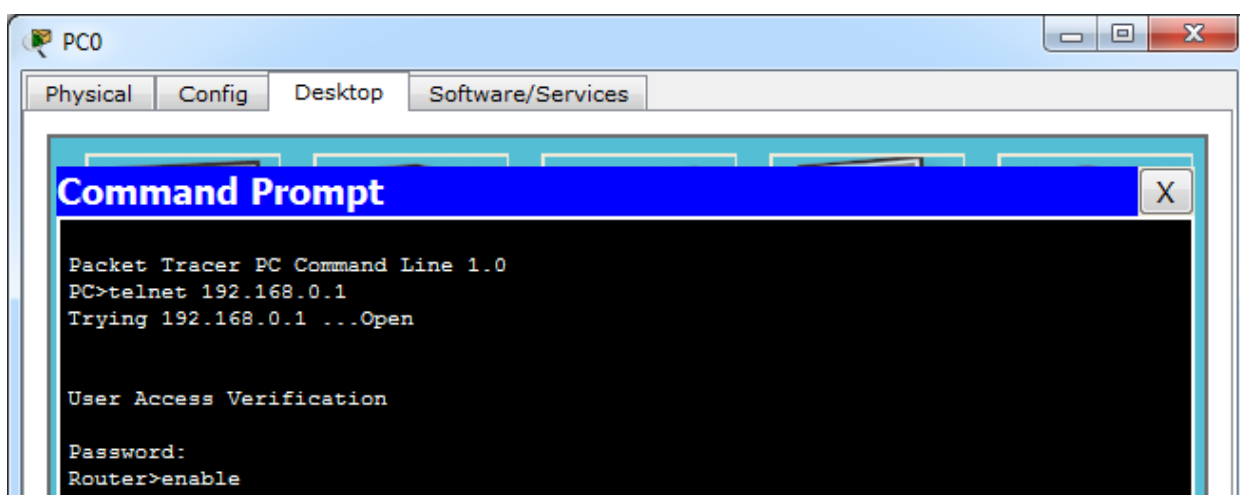 PC0
Physical Config Desktop Software/Services
Command Prompt X
Packet Tracer PC Command Line 1.0
PC>telnet 192.168.0.1
Trying 192.168.0.1 ...Open
User Access Verification
Password:
Router>enable